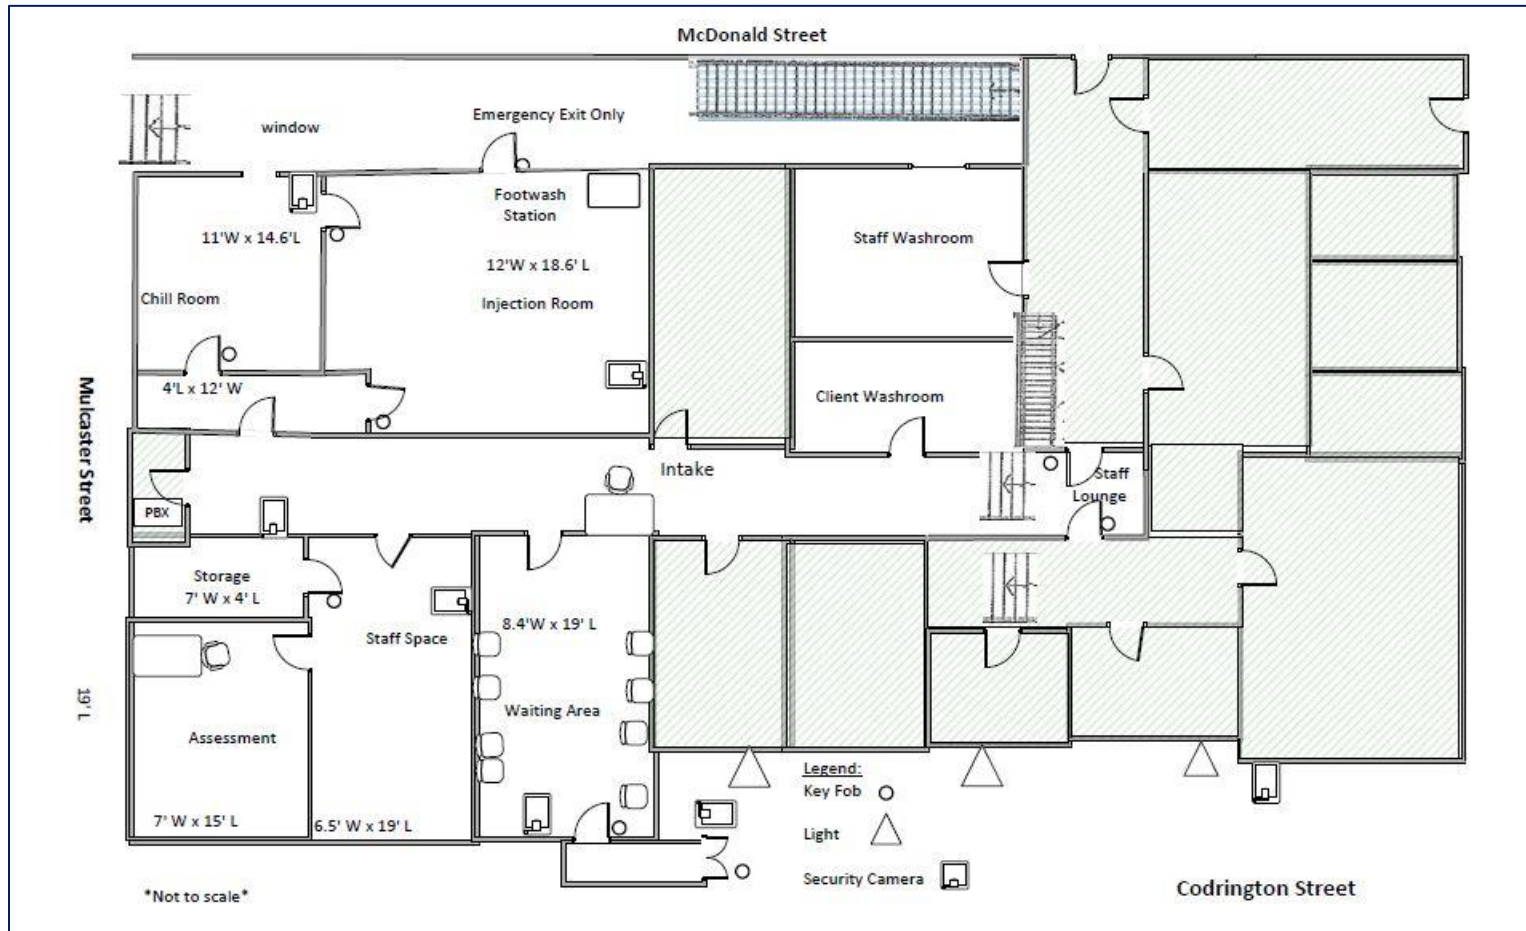 McDonald Street
window
Emergency Exit Only
Footwash
Station
11'W x 14.6'L
12'W x 18.6' L
Staff Washroom
Chill Room
Injection Room
4'L x 12' W
Client Washroom
Mulcaster Street
Intake
Staff
Lounge
PBX
Storage
7' W x 4' L
8.4'W x 19' L
Staff Space
19' L
Waiting Area
Assessment
7' W x 15' L
6.5' W x 19' L
Legend:
Key Fob
Light
Security Camera
Codrington Street
*Not to scale*